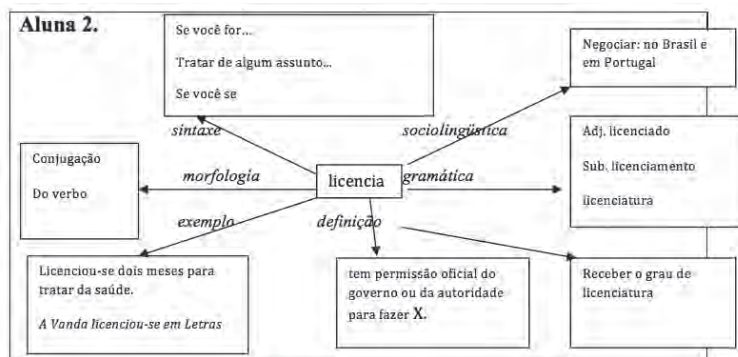 Aluna 2.
Se você for...
Tratar de algum assunto...
Se você se
Negociar: no Brasil e
em Portugal
sintaxe
sociolingüística
Conjugação
Do verbo
morfologia
licencia
gramática
Adj. licenciado
Sub. licenciamento
licenciatura
exemplo
definição
Licenciou-se dois meses para
tratar da saúde.
A Vanda licenciou-se em Letras
tem permissão oficial do
governo ou da autoridade
para fazer X.
Receber o grau de
licenciatura